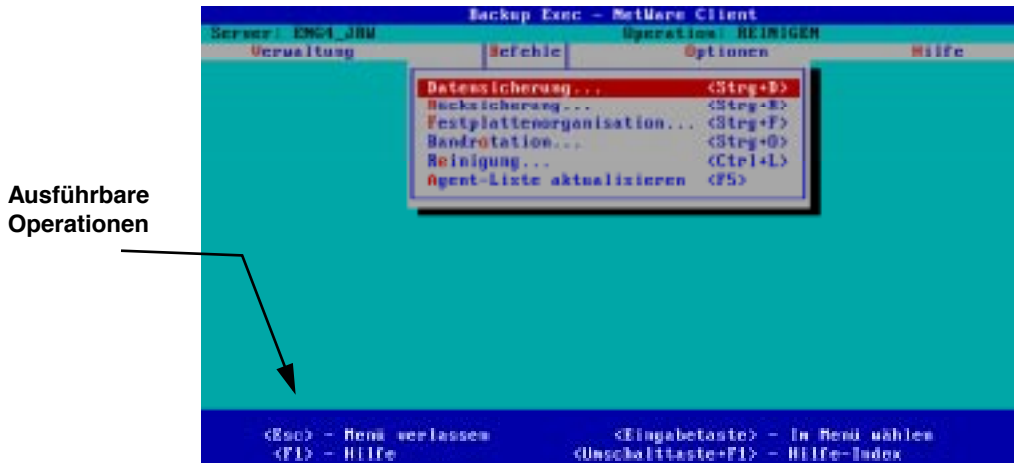 Backup Exec – NetWare Client
Server: ENG4_JBW Operation: REINIGEN
Verwaltung Befehle Optionen Hilfe
Datensicherung... <Strg+D>
Rücksicherung... <Strg+R>
Festplattenorganisation... <Strg+F>
Bandrotation... <Strg+O>
Reinigung... <Ctrl+L>
Agent-Liste aktualisieren <F5>
Ausführbare
Operationen
<Esc> – Menü verlassen <Eingabetaste> – Im Menü wählen
<F1> – Hilfe <Umschalttaste+F1> – Hilfe-Index